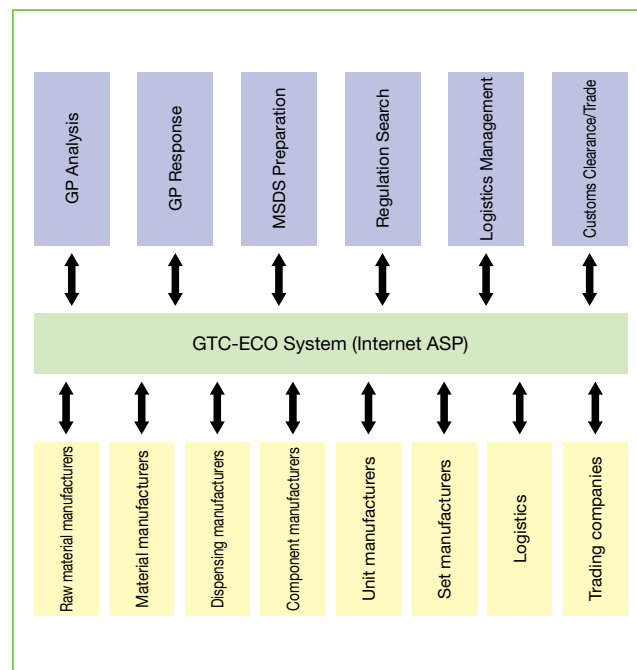 GP Analysis
GP Response
MSDS Preparation
Regulation Search
Logistics Management
Customs Clearance/Trade
GTC-ECO System (Internet ASP)
Raw material manufacturers
Material manufacturers
Dispensing manufacturers
Component manufacturers
Unit manufacturers
Set manufacturers
Logistics
Trading companies